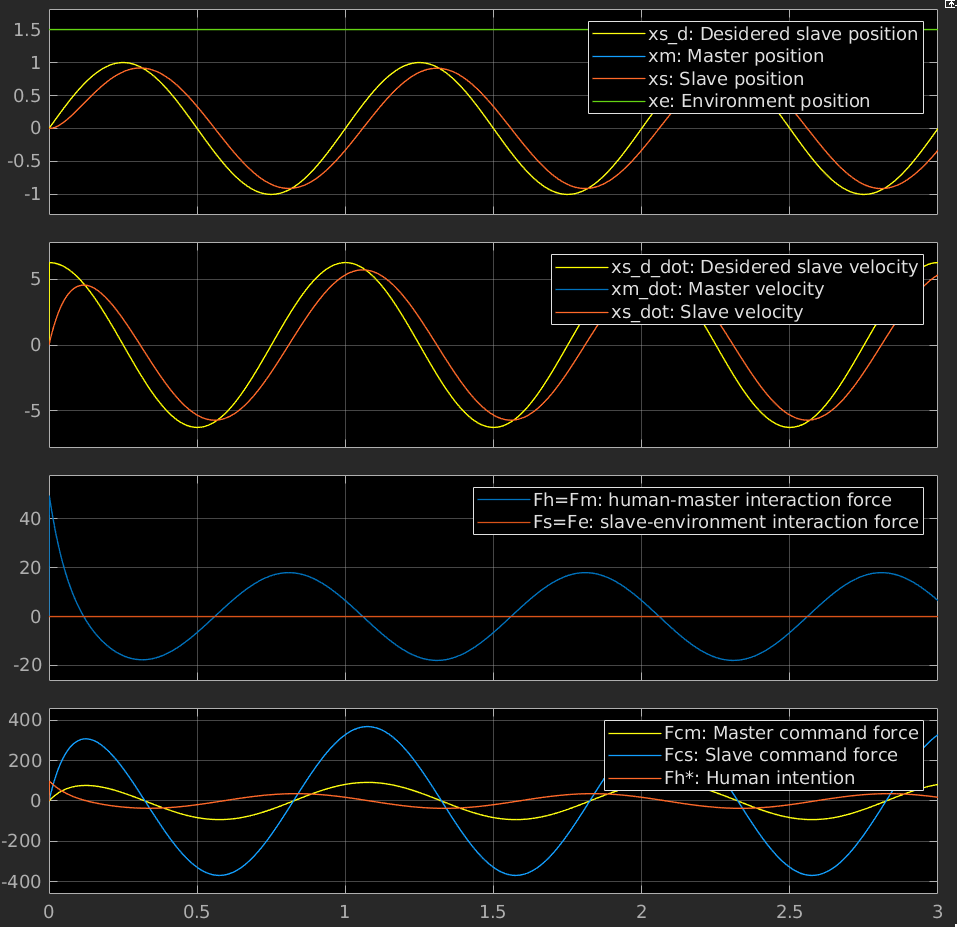 1.5
1
0.5
0
-0.5
-1
xs_d: Desidered slave position
xm: Master position
xs: Slave position
xe: Environment position
5
0
-5
xs_d_dot: Desidered slave velocity
xm_dot: Master velocity
xs_dot: Slave velocity
40
20
0
-20
Fh=Fm: human-master interaction force
Fs=Fe: slave-environment interaction force
400
200
0
-200
-400
Fcm: Master command force
Fcs: Slave command force
Fh*: Human intention
0 0.5 1 1.5 2 2.5 3